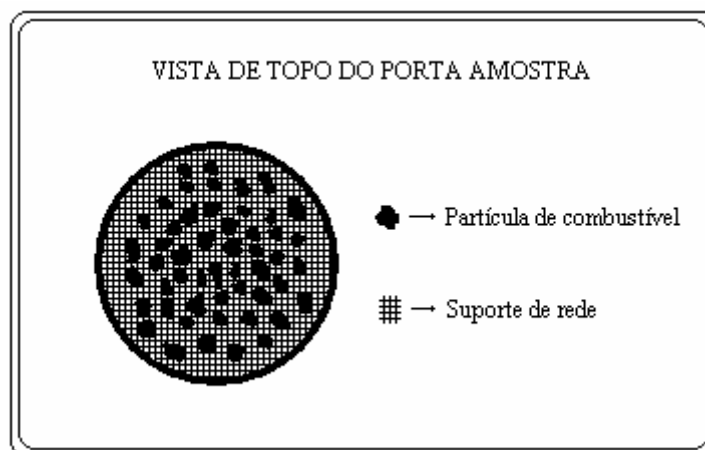 VISTA DE TOPO DO PORTA AMOSTRA
→ Partícula de combustível
→ Suporte de rede